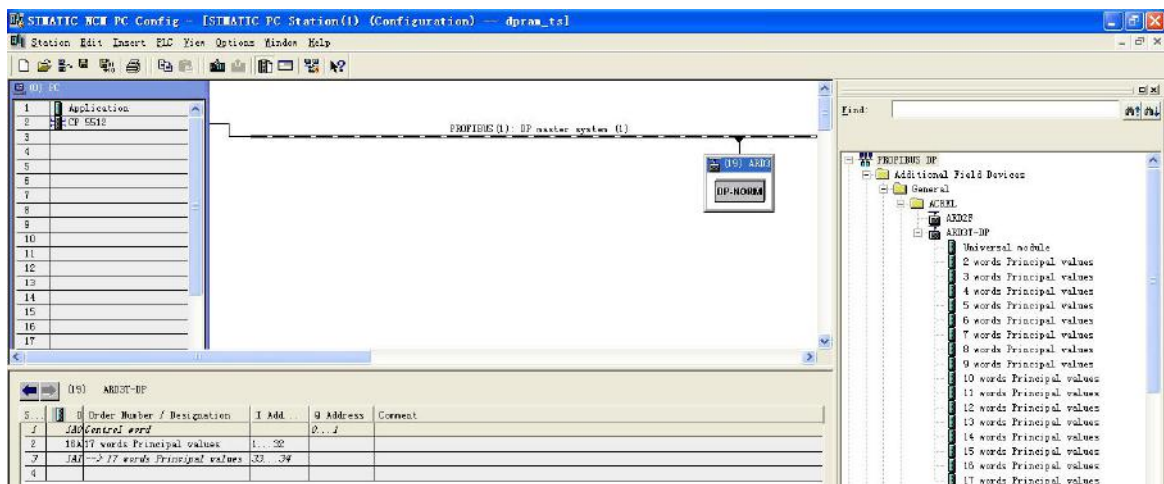 SIMATIC NCM PC Config - [SIMATIC PC Station(1) (Configuration) -- dpram_ts]
Station Edit Insert PLC View Options Window Help
(0) PC
1 Application
2 CP 5512
3
4
5
6
7
8
9
10
11
12
13
14
15
16
17
PROFIBUS(1): DP master system (1)
(19) ARD3
DP-NORM
Find:
PROFIBUS DP
Additional Field Devices
General
ACREL
ARD2F
ARD3T-DP
Universal module
2 words Principal values
3 words Principal values
4 words Principal values
5 words Principal values
6 words Principal values
7 words Principal values
8 words Principal values
9 words Principal values
10 words Principal values
11 words Principal values
12 words Principal values
13 words Principal values
14 words Principal values
15 words Principal values
16 words Principal values
17 words Principal values
(19) ARD3T-DP
S... D Order Number / Designation I Add... Q Address Comment
1 Control word 0...1
2 17 words Principal values 1...32
3 --> 17 words Principal values 33...34
4